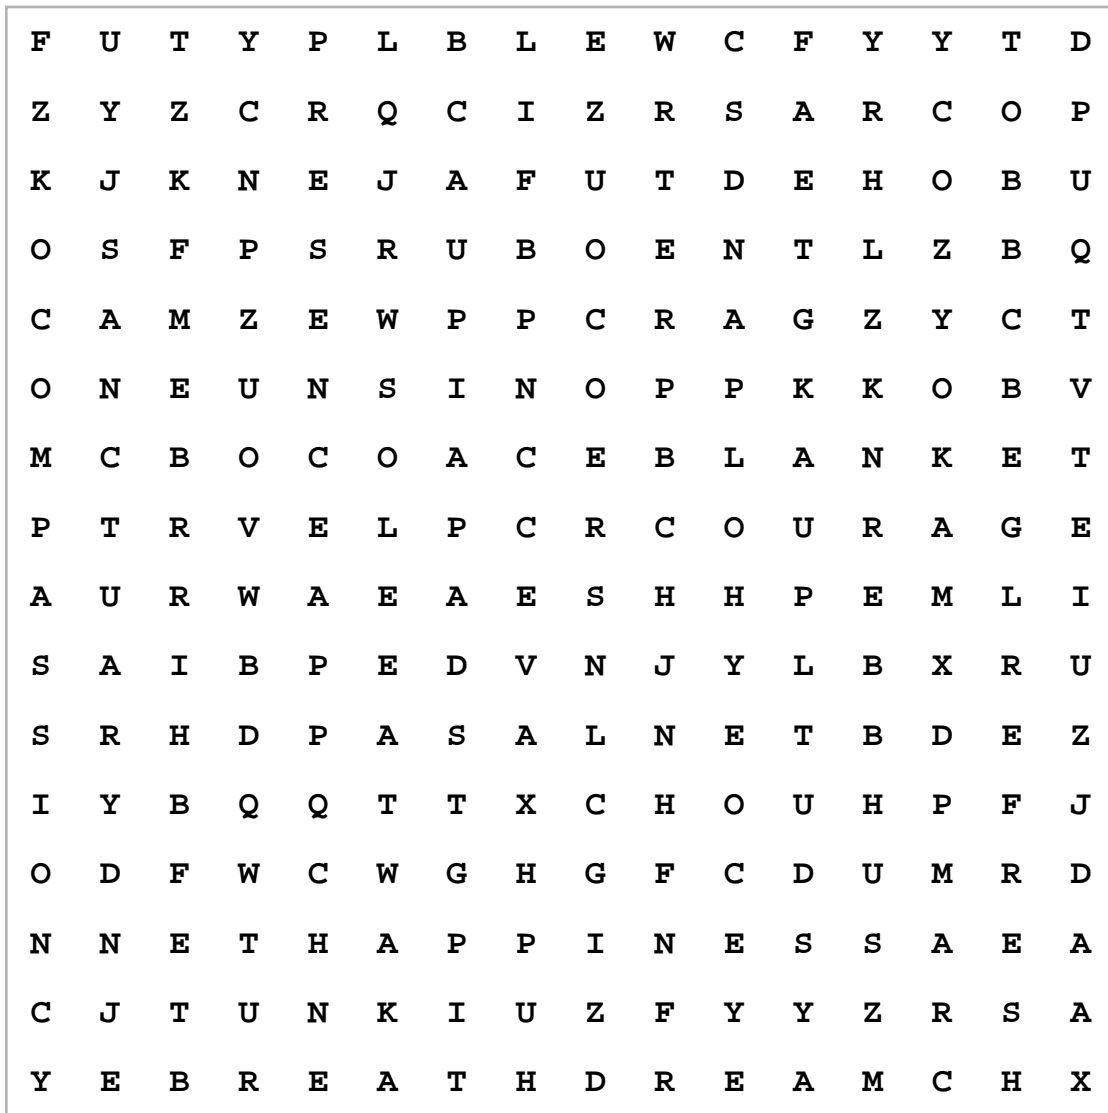 F U T Y P L B L E W C F Y Y T D
Z Y Z C R Q C I Z R S A R C O P
K J K N E J A F U T D E H O B U
O S F P S R U B O E N T L Z B Q
C A M Z E W P P C R A G Z Y C T
O N E U N S I N O P P K K O B V
M C B O C O A C E B L A N K E T
P T R V E L P C R C O U R A G E
A U R W A E A E S H H P E M L I
S A I B P E D V N J Y L B X R U
S R H D P A S A L N E T B D E Z
I Y B Q Q T T X C H O U H P F J
O D F W C W G H G F C D U M R D
N N E T H A P P I N E S S A E A
C J T U N K I U Z F Y Y Z R S A
Y E B R E A T H D R E A M C H X